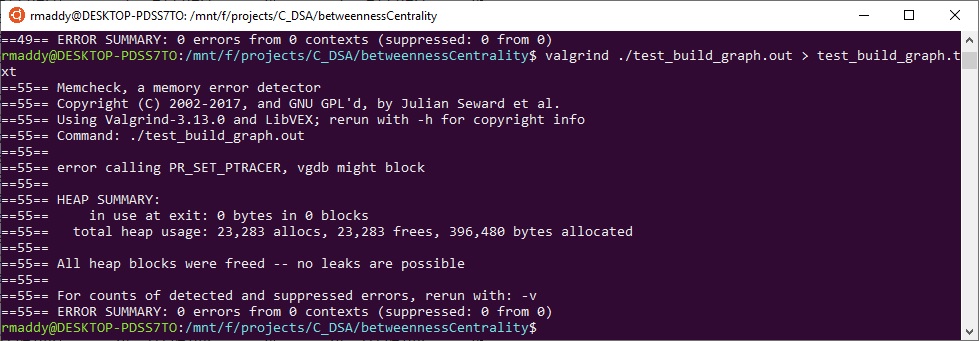 rmaddy@DESKTOP-PDSS7TO: /mnt/f/projects/C_DSA/betweennessCentrality
==49== ERROR SUMMARY: 0 errors from 0 contexts (suppressed: 0 from 0)
rmaddy@DESKTOP-PDSS7TO:/mnt/f/projects/C_DSA/betweennessCentrality$ valgrind ./test_build_graph.out > test_build_graph.t
xt
==55== Memcheck, a memory error detector
==55== Copyright (C) 2002-2017, and GNU GPL'd, by Julian Seward et al.
==55== Using Valgrind-3.13.0 and LibVEX; rerun with -h for copyright info
==55== Command: ./test_build_graph.out
==55==
==55== error calling PR_SET_PTRACER, vgdb might block
==55==
==55== HEAP SUMMARY:
==55==     in use at exit: 0 bytes in 0 blocks
==55==   total heap usage: 23,283 allocs, 23,283 frees, 396,480 bytes allocated
==55==
==55== All heap blocks were freed -- no leaks are possible
==55==
==55== For counts of detected and suppressed errors, rerun with: -v
==55== ERROR SUMMARY: 0 errors from 0 contexts (suppressed: 0 from 0)
rmaddy@DESKTOP-PDSS7TO:/mnt/f/projects/C_DSA/betweennessCentrality$